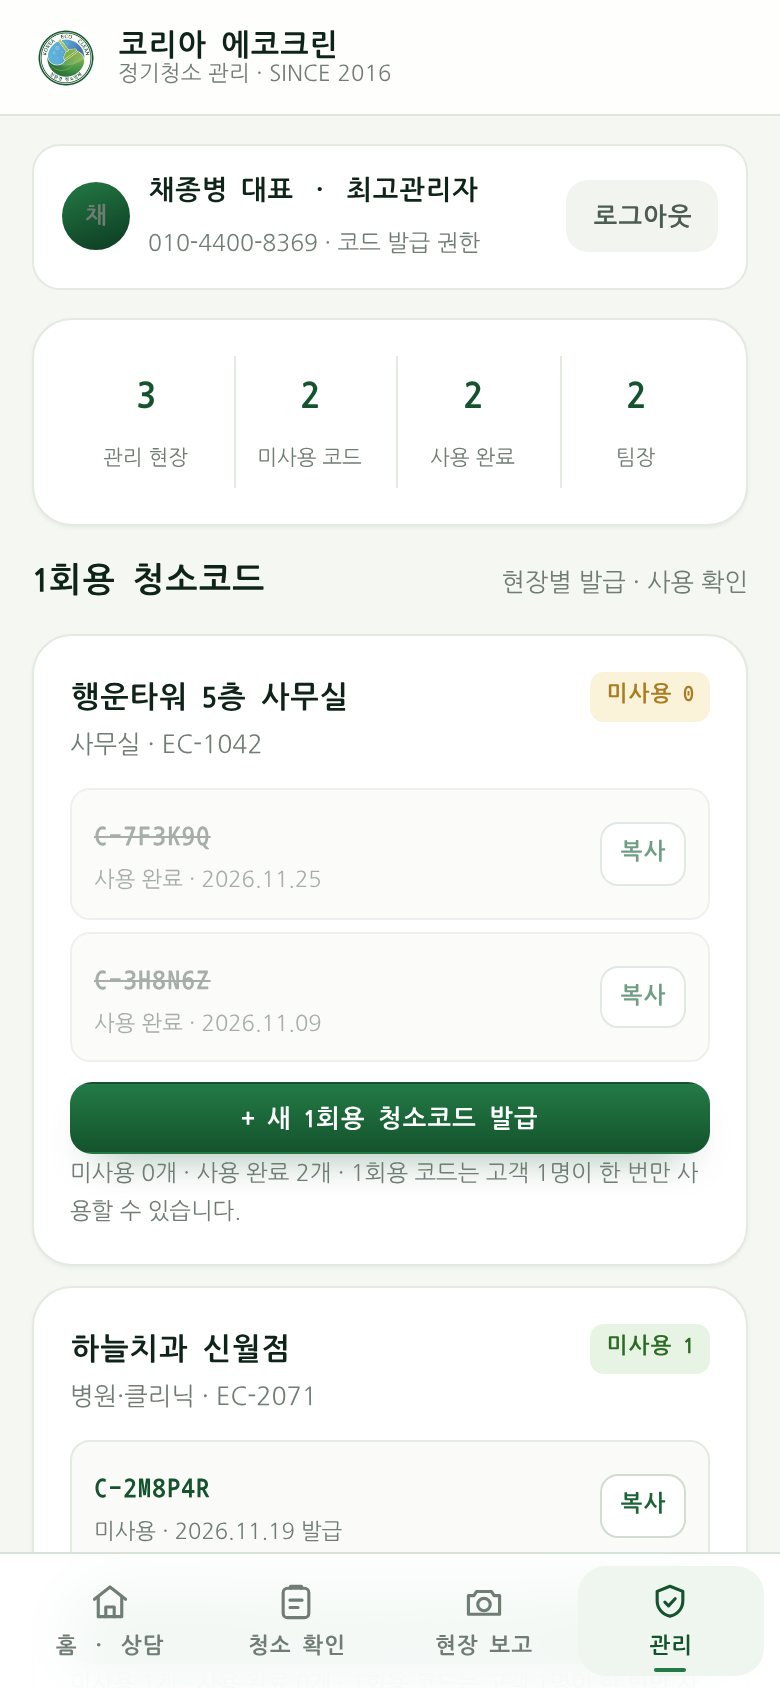 코리아 에코크린
정기청소 관리 · SINCE 2016
채
채종병 대표 · 최고관리자
010-4400-8369 · 코드 발급 권한
로그아웃
3
관리 현장
2
미사용 코드
2
사용 완료
2
팀장
1회용 청소코드
현장별 발급 · 사용 확인
행운타워 5층 사무실
미사용 0
사무실 · EC-1042
C-7F3K9Q
사용 완료 · 2026.11.25
복사
C-3H8N6Z
사용 완료 · 2026.11.09
복사
+ 새 1회용 청소코드 발급
미사용 0개 · 사용 완료 2개 · 1회용 코드는 고객 1명이 한 번만 사
용할 수 있습니다.
하늘치과 신월점
미사용 1
병원·클리닉 · EC-2071
C-2M8P4R
미사용 · 2026.11.19 발급
복사
홈 · 상담
청소 확인
현장 보고
관리